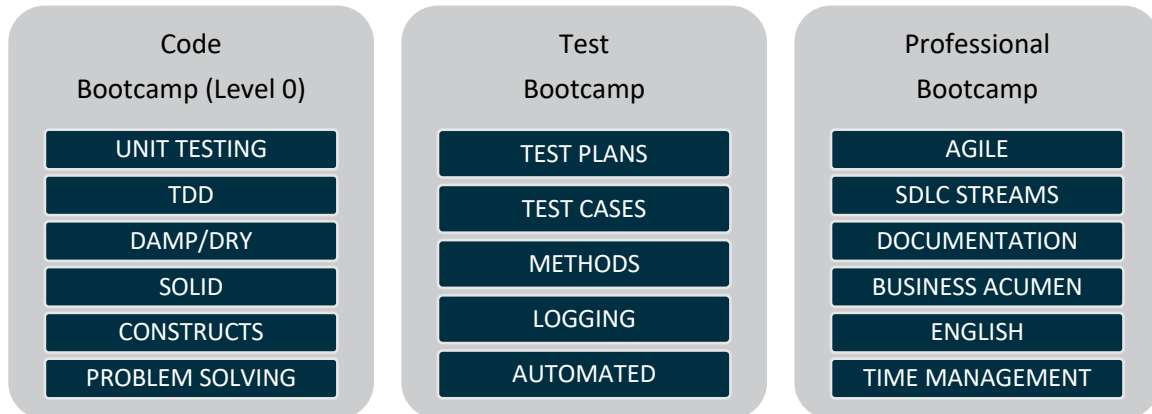 Code
Bootcamp (Level 0)
UNIT TESTING
TDD
DAMP/DRY
SOLID
CONSTRUCTS
PROBLEM SOLVING
Test
Bootcamp
TEST PLANS
TEST CASES
METHODS
LOGGING
AUTOMATED
Professional
Bootcamp
AGILE
SDLC STREAMS
DOCUMENTATION
BUSINESS ACUMEN
ENGLISH
TIME MANAGEMENT